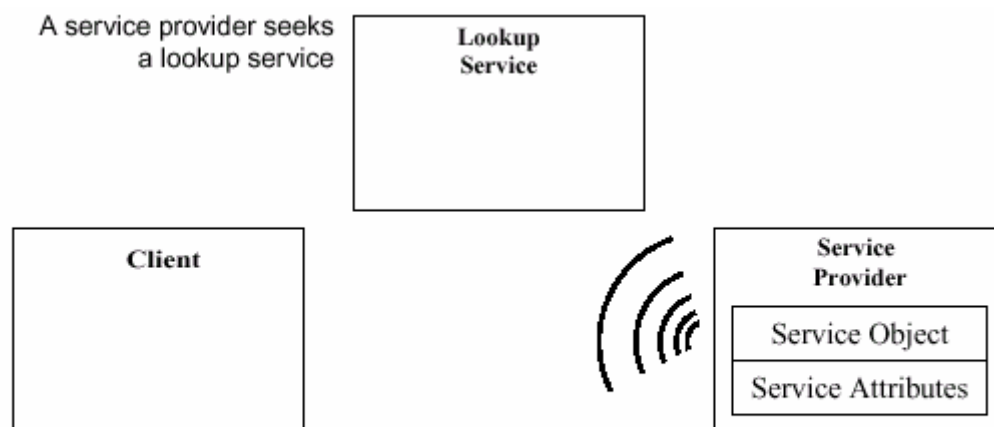 A service provider seeks
a lookup service
Lookup
Service
Client
Service
Provider
Service Object
Service Attributes